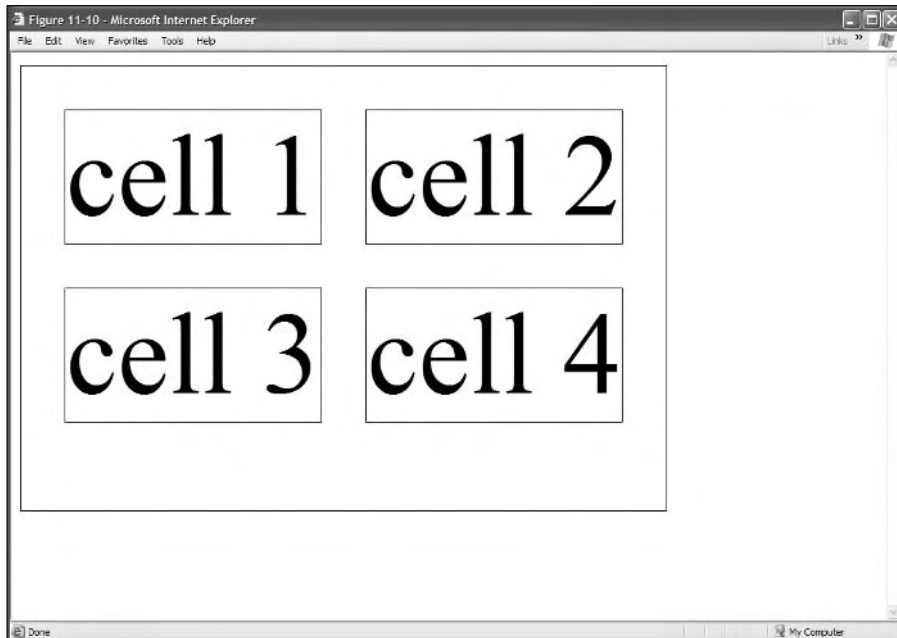 Figure 11-10 - Microsoft Internet Explorer
File Edit View Favorites Tools Help Links »
cell 1 cell 2
cell 3 cell 4
Done My Computer